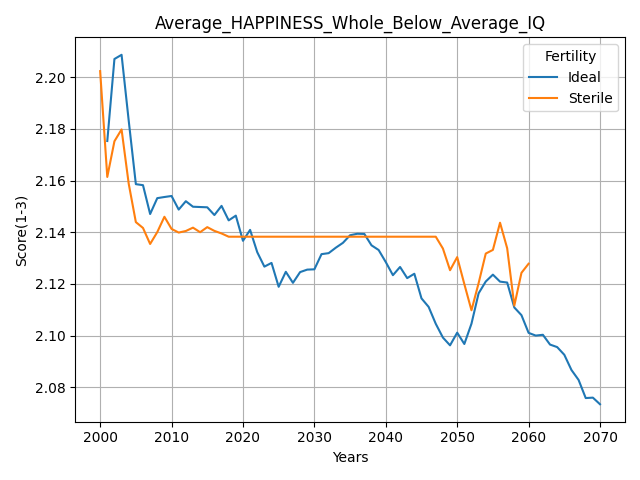 Average_HAPPINESS_Whole_Below_Average_IQ
Fertility
Ideal
Sterile
Score(1-3)
2.20
2.18
2.16
2.14
2.12
2.10
2.08
2000 2010 2020 2030 2040 2050 2060 2070
Years